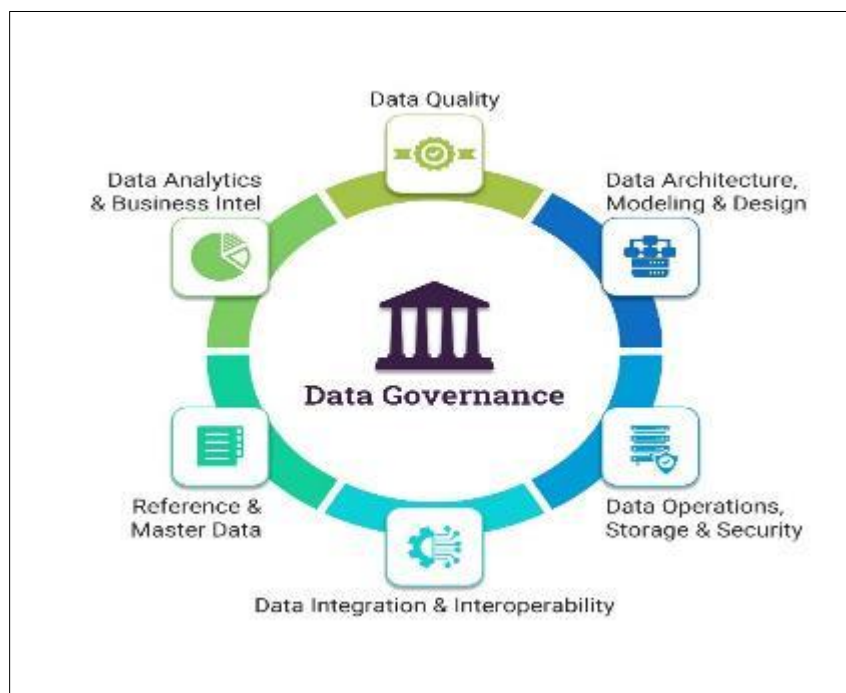 Data Quality
Data Analytics
& Business Intel
Data Architecture,
Modeling & Design
Data Governance
Reference &
Master Data
Data Operations,
Storage & Security
Data Integration & Interoperability